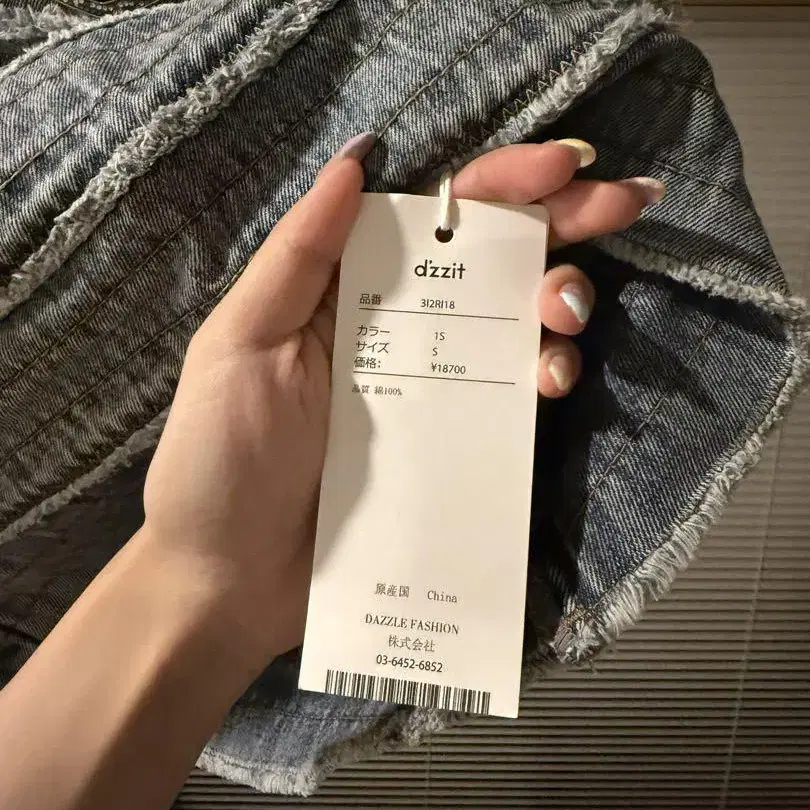 d'zzit
品番 3I2RI18
カラー 1S
サイズ S
価格: ¥18700
品質 綿100%
原産国 China
DAZZLE FASHION
株式会社
03-6452-6852